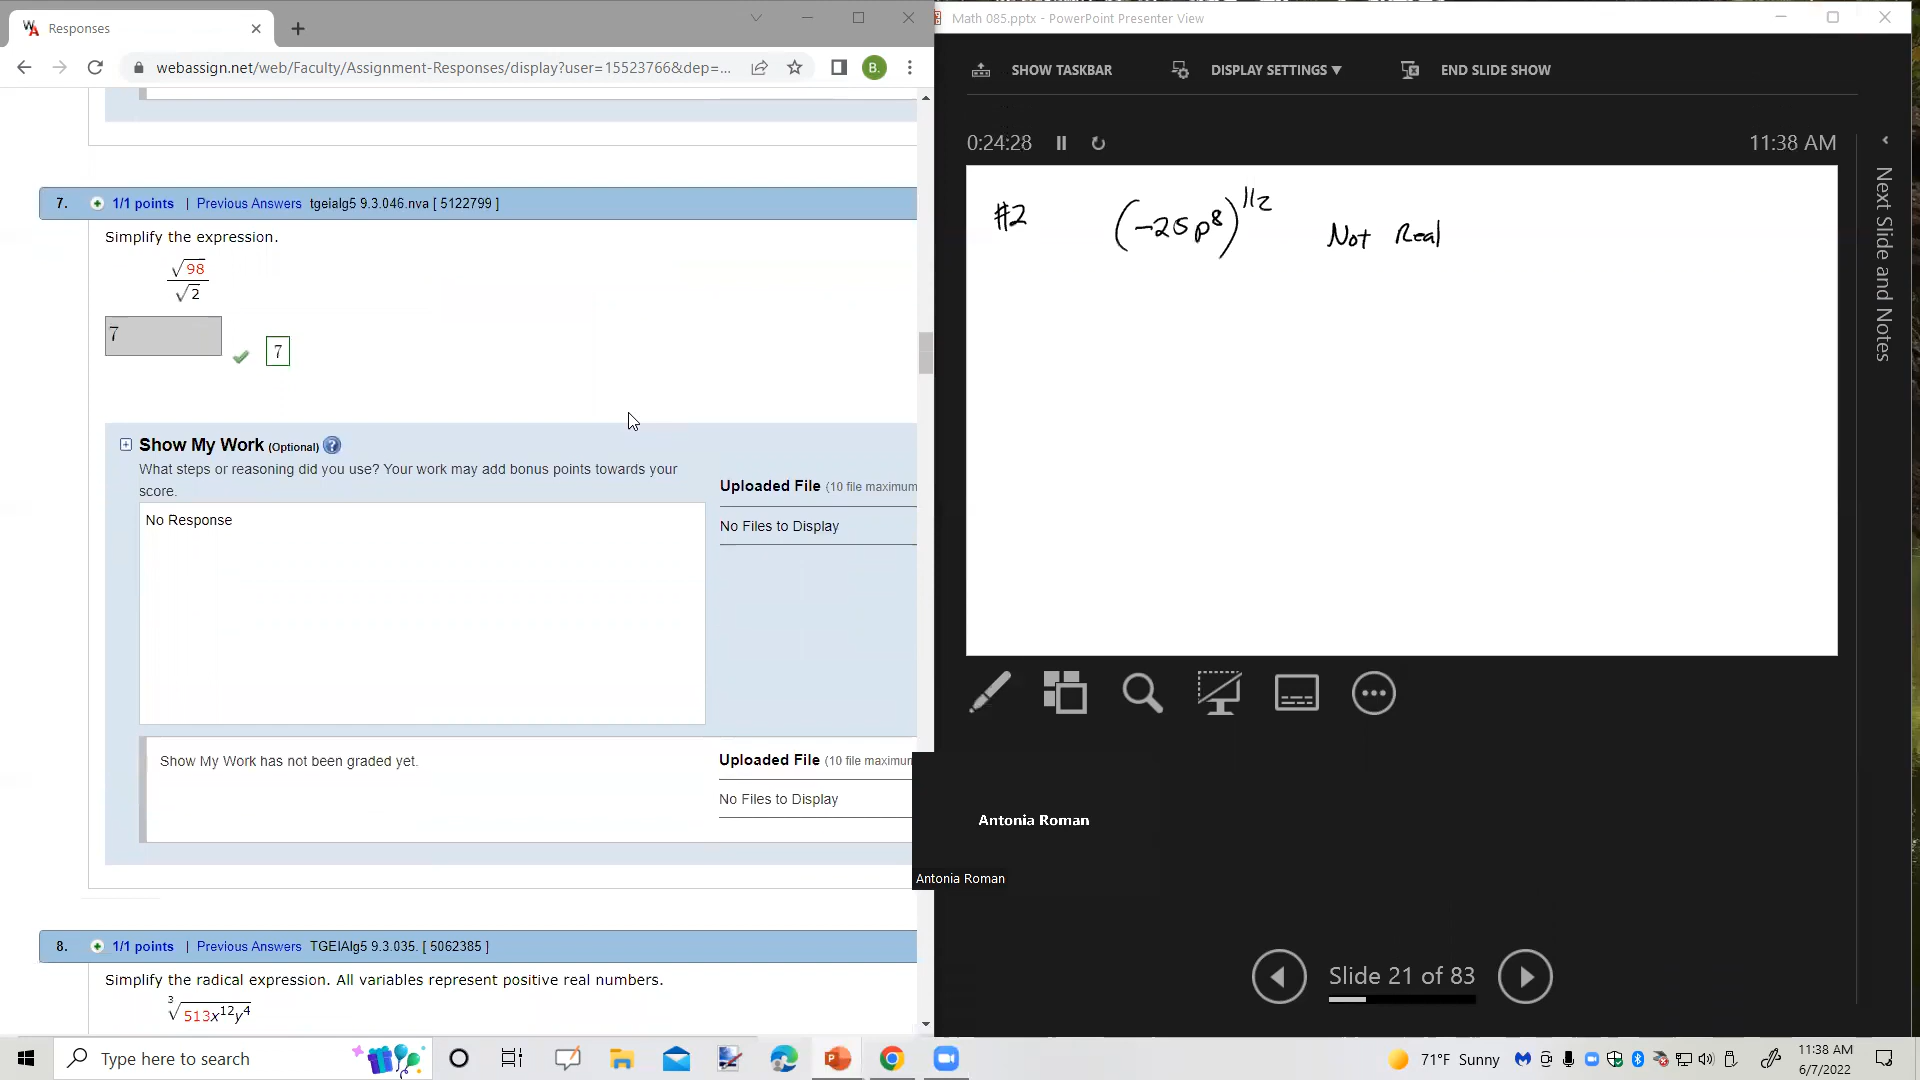 Responses
webassign.net/web/Faculty/Assignment-Responses/display?user=15523766&dep=...
B.
7. 1/1 points | Previous Answers tgeialg5 9.3.046.nva [ 5122799 ]
Simplify the expression.
√98
√2
7
7
Show My Work (Optional) ?
What steps or reasoning did you use? Your work may add bonus points towards your
score.
Uploaded File (10 file maximum
No Response
No Files to Display
Show My Work has not been graded yet.
Uploaded File (10 file maximum
No Files to Display
8. 1/1 points | Previous Answers TGEIAlg5 9.3.035. [ 5062385 ]
Simplify the radical expression. All variables represent positive real numbers.
∛513x¹²y⁴
Math 085.pptx - PowerPoint Presenter View
SHOW TASKBAR
DISPLAY SETTINGS ▼
END SLIDE SHOW
0:24:28
11:38 AM
Next Slide and Notes
#2 (-25p⁸)^1/2 Not Real
Antonia Roman
Antonia Roman
Slide 21 of 83
Type here to search
71°F Sunny
11:38 AM
6/7/2022